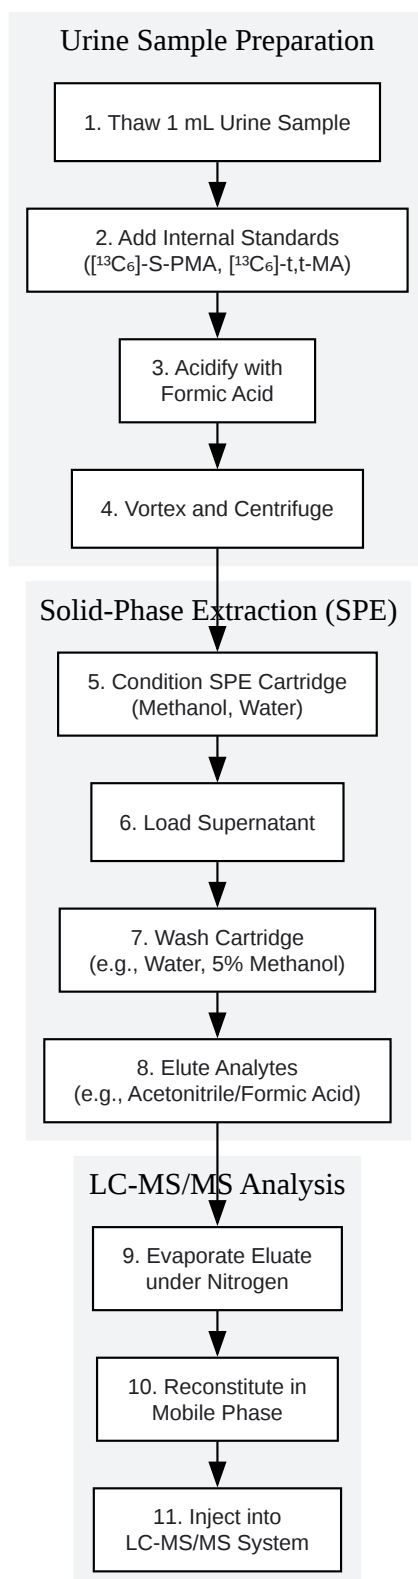 Urine Sample Preparation
1. Thaw 1 mL Urine Sample
2. Add Internal Standards
([¹³C₆]-S-PMA, [¹³C₆]-t,t-MA)
3. Acidify with
Formic Acid
4. Vortex and Centrifuge
Solid-Phase Extraction (SPE)
5. Condition SPE Cartridge
(Methanol, Water)
6. Load Supernatant
7. Wash Cartridge
(e.g., Water, 5% Methanol)
8. Elute Analytes
(e.g., Acetonitrile/Formic Acid)
LC-MS/MS Analysis
9. Evaporate Eluate
under Nitrogen
10. Reconstitute in
Mobile Phase
11. Inject into
LC-MS/MS System